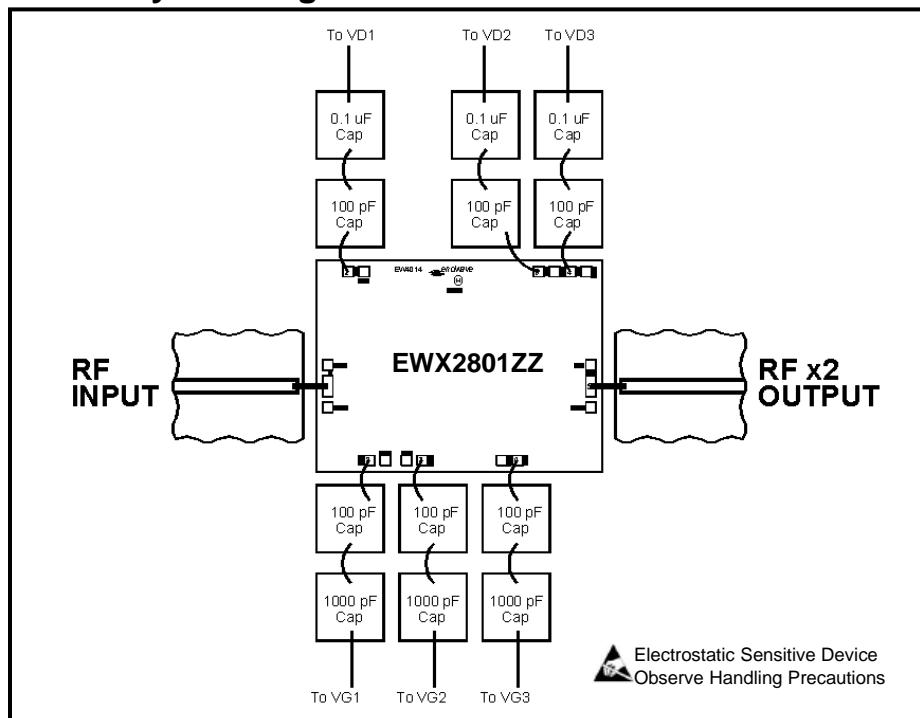 To VD1 To VD2 To VD3
0.1 uF
Cap
0.1 uF
Cap
0.1 uF
Cap
100 pF
Cap
100 pF
Cap
100 pF
Cap
EW4014 endwave
RF
INPUT
EWX2801ZZ
RF x2
OUTPUT
100 pF
Cap
100 pF
Cap
100 pF
Cap
1000 pF
Cap
1000 pF
Cap
1000 pF
Cap
To VG1 To VG2 To VG3
Electrostatic Sensitive Device
Observe Handling Precautions